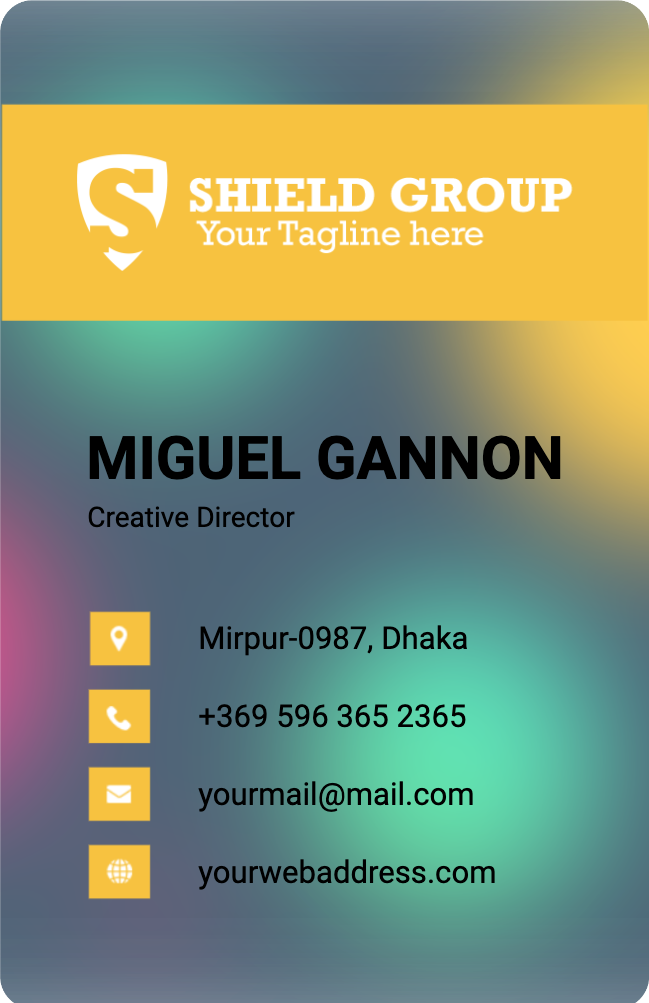 SHIELD GROUP
Your Tagline here
MIGUEL GANNON
Creative Director
Mirpur-0987, Dhaka
+369 596 365 2365
yourmail@mail.com
yourwebaddress.com